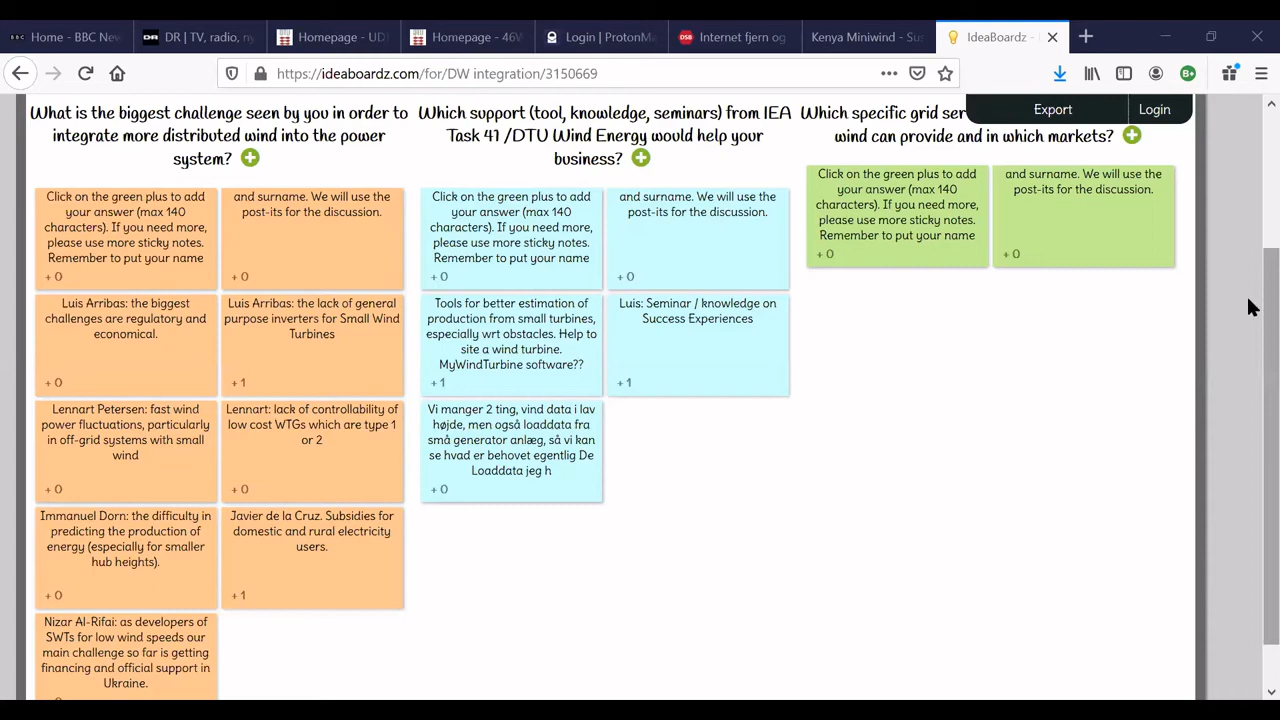 Home - BBC New
DR | TV, radio, ny
Homepage - UD
Homepage - 46W
Login | ProtonMa
Internet fjern og
Kenya Miniwind - Sus
IdeaBoardz -
https://ideaboardz.com/for/DW integration/3150669
Export
Login
What is the biggest challenge seen by you in order to
integrate more distributed wind into the power
system?
Click on the green plus to add
your answer (max 140
characters). If you need more,
please use more sticky notes.
Remember to put your name
+ 0
and surname. We will use the
post-its for the discussion.
+ 0
Luis Arribas: the biggest
challenges are regulatory and
economical.
+ 0
Luis Arribas: the lack of general
purpose inverters for Small Wind
Turbines
+ 1
Lennart Petersen: fast wind
power fluctuations, particularly
in off-grid systems with small
wind
+ 0
Lennart: lack of controllability of
low cost WTGs which are type 1
or 2
+ 0
Immanuel Dorn: the difficulty in
predicting the production of
energy (especially for smaller
hub heights).
+ 0
Javier de la Cruz. Subsidies for
domestic and rural electricity
users.
+ 1
Nizar Al-Rifai: as developers of
SWTs for low wind speeds our
main challenge so far is getting
financing and official support in
Ukraine.
Which support (tool, knowledge, seminars) from IEA
Task 41 /DTU Wind Energy would help your
business?
Click on the green plus to add
your answer (max 140
characters). If you need more,
please use more sticky notes.
Remember to put your name
+ 0
and surname. We will use the
post-its for the discussion.
+ 0
Tools for better estimation of
production from small turbines,
especially wrt obstacles. Help to
site a wind turbine.
MyWindTurbine software??
+ 1
Luis: Seminar / knowledge on
Success Experiences
+ 1
Vi manger 2 ting, vind data i lav
højde, men også loaddata fra
små generator anlæg, så vi kan
se hvad er behovet egentlig De
Loaddata jeg h
+ 0
Which specific grid ser
wind can provide and in which markets?
Click on the green plus to add
your answer (max 140
characters). If you need more,
please use more sticky notes.
Remember to put your name
+ 0
and surname. We will use the
post-its for the discussion.
+ 0